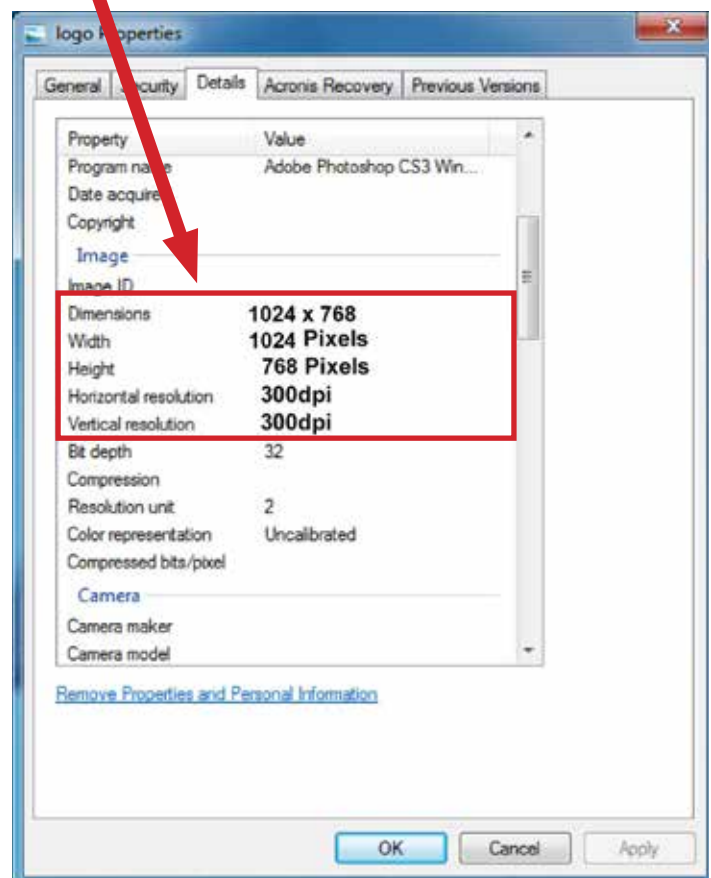 logo Properties
General Security Details Acronis Recovery Previous Versions
Property Value
Program name Adobe Photoshop CS3 Win...
Date acquired
Copyright
Image
Image ID
Dimensions 1024 x 768
Width 1024 Pixels
Height 768 Pixels
Horizontal resolution 300dpi
Vertical resolution 300dpi
Bit depth 32
Compression
Resolution unit 2
Color representation Uncalibrated
Compressed bits/pixel
Camera
Camera maker
Camera model
Remove Properties and Personal Information
OK Cancel Apply